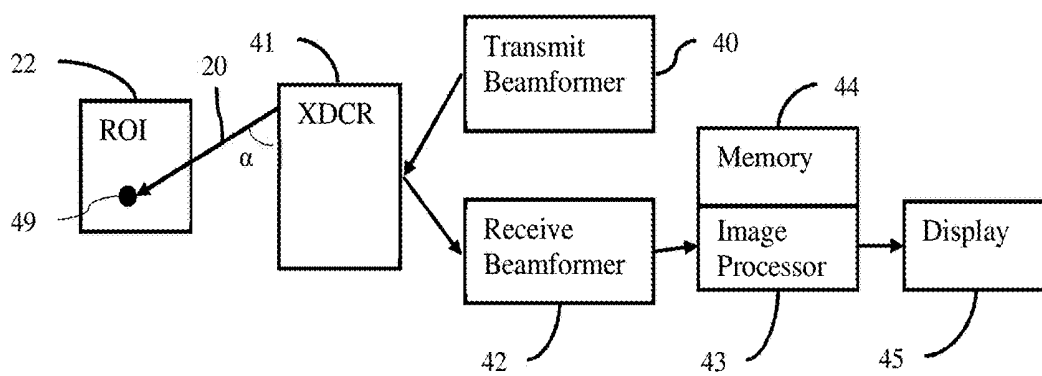 22
20
41
Transmit
Beamformer
40
44
ROI
XDCR
α
49
Memory
Receive
Beamformer
Image
Processor
Display
42
43
45